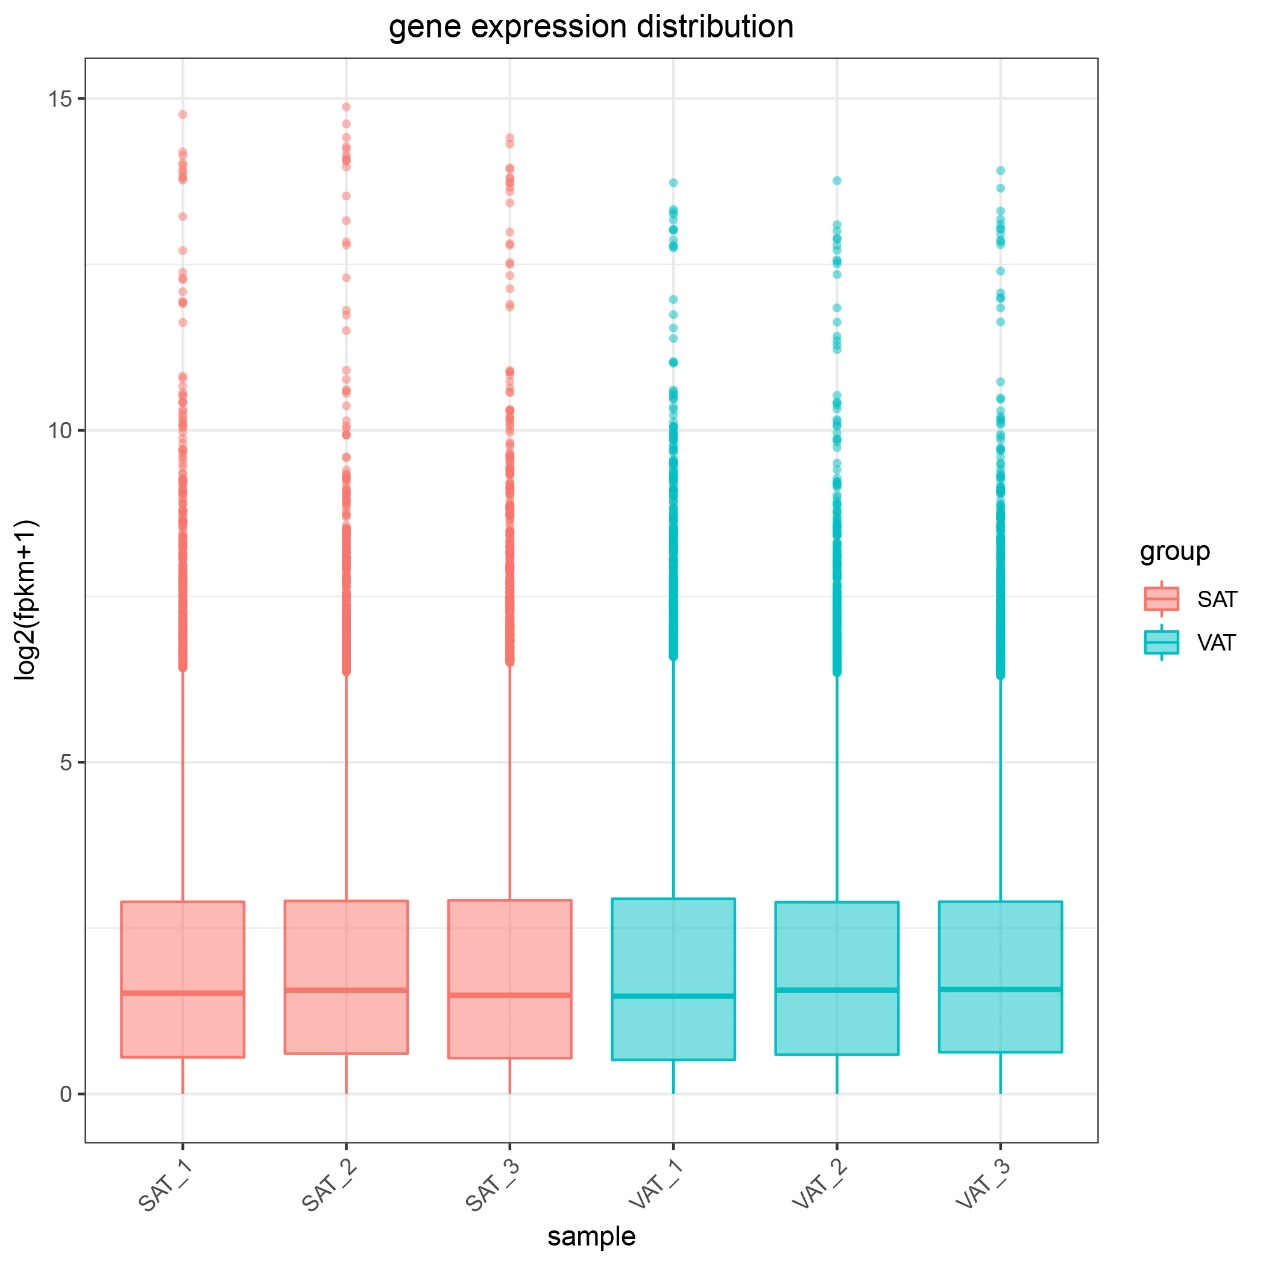 gene expression distribution
log2(fpkm+1)
15
10
5
0
SAT_1
SAT_2
SAT_3
VAT_1
VAT_2
VAT_3
sample
group
SAT
VAT